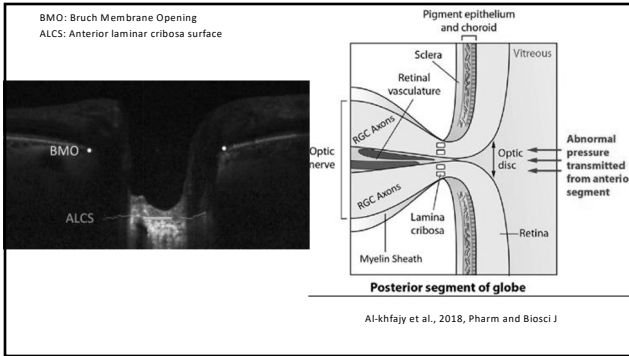 BMO: Bruch Membrane Opening
ALCS: Anterior laminar cribosa surface
BMO
ALCS
Pigment epithelium
and choroid
Sclera
Vitreous
Retinal
vasculature
RGC Axons
Optic
nerve
RGC Axons
Optic
disc
Abnormal
pressure
transmitted
from anterior
segment
Lamina
cribosa
Myelin Sheath
Retina
Posterior segment of globe
Al-khfajy et al., 2018, Pharm and Biosci J